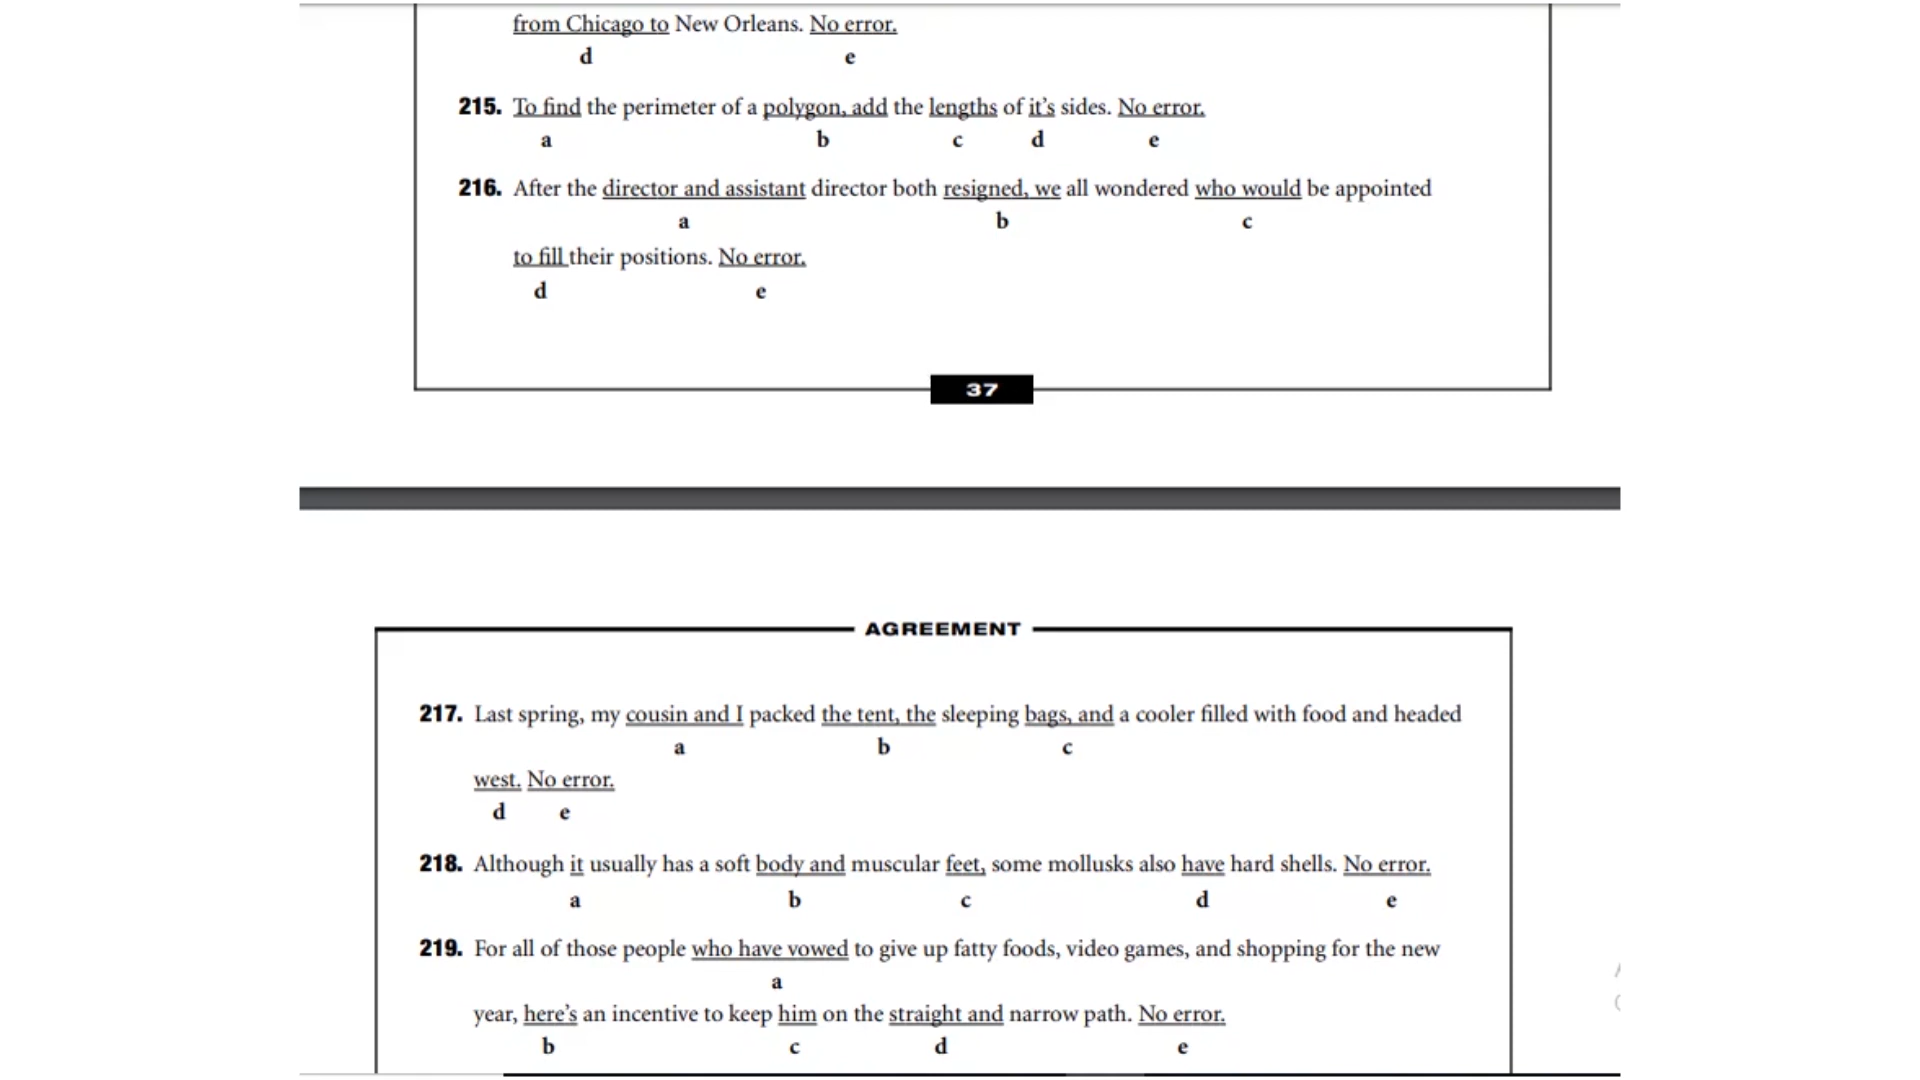 from Chicago to New Orleans. No error.
d e
215. To find the perimeter of a polygon, add the lengths of it's sides. No error.
a b c d e
216. After the director and assistant director both resigned, we all wondered who would be appointed
a b c
to fill their positions. No error.
d e
37
AGREEMENT
217. Last spring, my cousin and I packed the tent, the sleeping bags, and a cooler filled with food and headed
a b c
west. No error.
d e
218. Although it usually has a soft body and muscular feet, some mollusks also have hard shells. No error.
a b c d e
219. For all of those people who have vowed to give up fatty foods, video games, and shopping for the new
a
year, here's an incentive to keep him on the straight and narrow path. No error.
b c d e